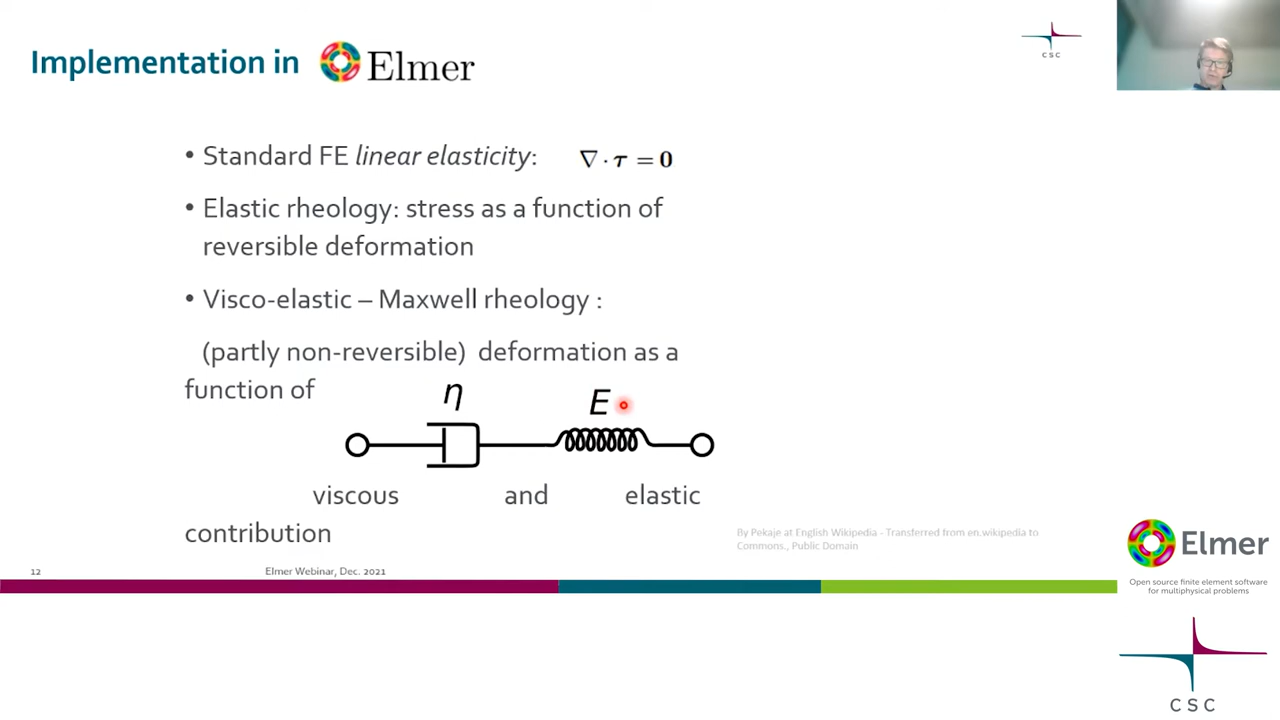 Implementation in Elmer
CSC
• Standard FE linear elasticity: ∇ · τ = 0
• Elastic rheology: stress as a function of
reversible deformation
• Visco-elastic – Maxwell rheology :
(partly non-reversible) deformation as a
function of
η
E
viscous and elastic
contribution
By Pekaje at English Wikipedia - Transferred from en.wikipedia to
Commons., Public Domain
Elmer
Open source finite element software
for multiphysical problems
12
Elmer Webinar, Dec. 2021
CSC